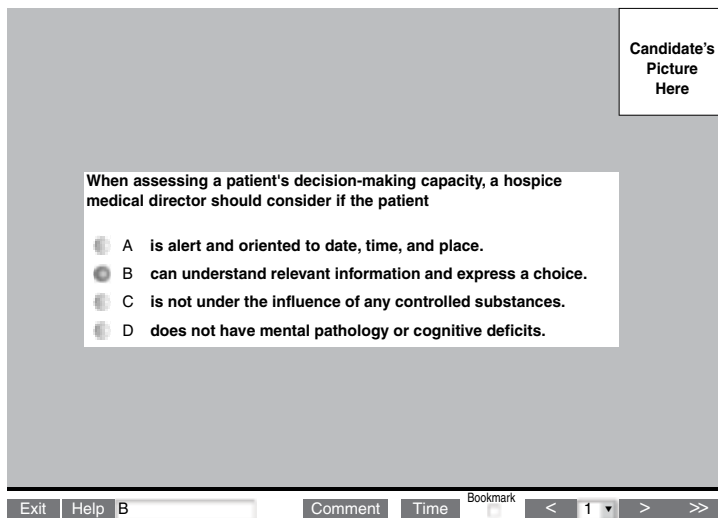 Candidate's
Picture
Here
When assessing a patient's decision-making capacity, a hospice
medical director should consider if the patient
A is alert and oriented to date, time, and place.
B can understand relevant information and express a choice.
C is not under the influence of any controlled substances.
D does not have mental pathology or cognitive deficits.
Exit Help B Comment Time Bookmark < 1 ▼ > >>